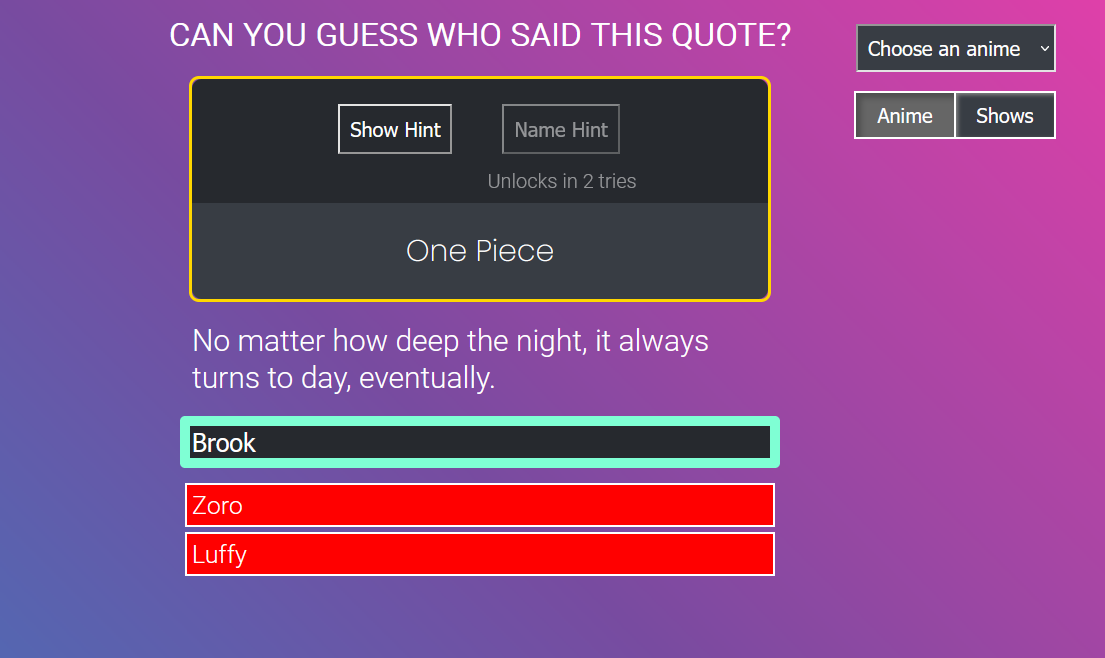 CAN YOU GUESS WHO SAID THIS QUOTE?
Choose an anime
Anime Shows
Show Hint Name Hint
Unlocks in 2 tries
One Piece
No matter how deep the night, it always
turns to day, eventually.
Brook
Zoro
Luffy